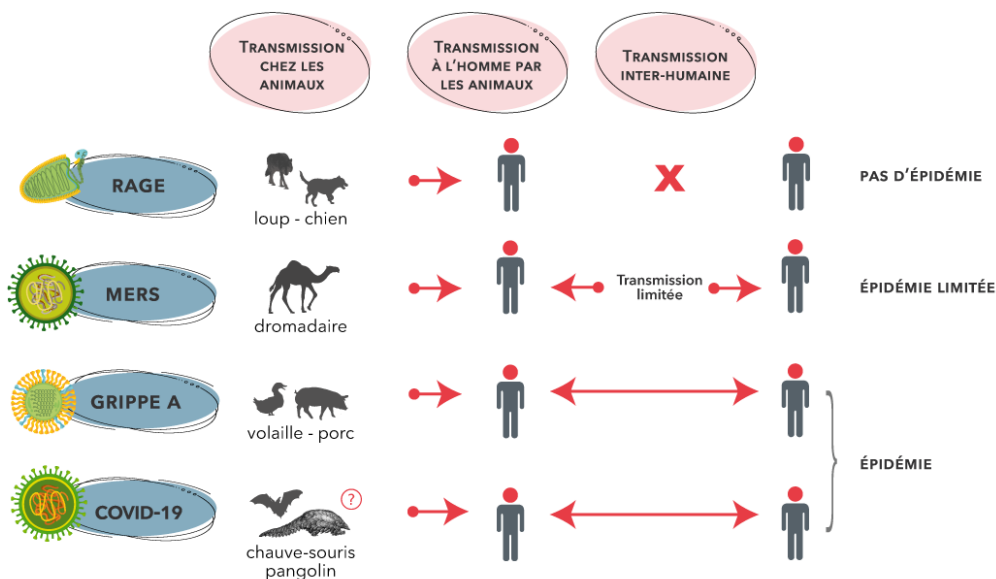 TRANSMISSION
CHEZ LES
ANIMAUX
TRANSMISSION
À L'HOMME PAR
LES ANIMAUX
TRANSMISSION
INTER-HUMAINE
RAGE
loup - chien
X
PAS D'ÉPIDÉMIE
MERS
dromadaire
Transmission
limitée
ÉPIDÉMIE LIMITÉE
GRIPPE A
volaille - porc
ÉPIDÉMIE
COVID-19
?
chauve-souris
pangolin